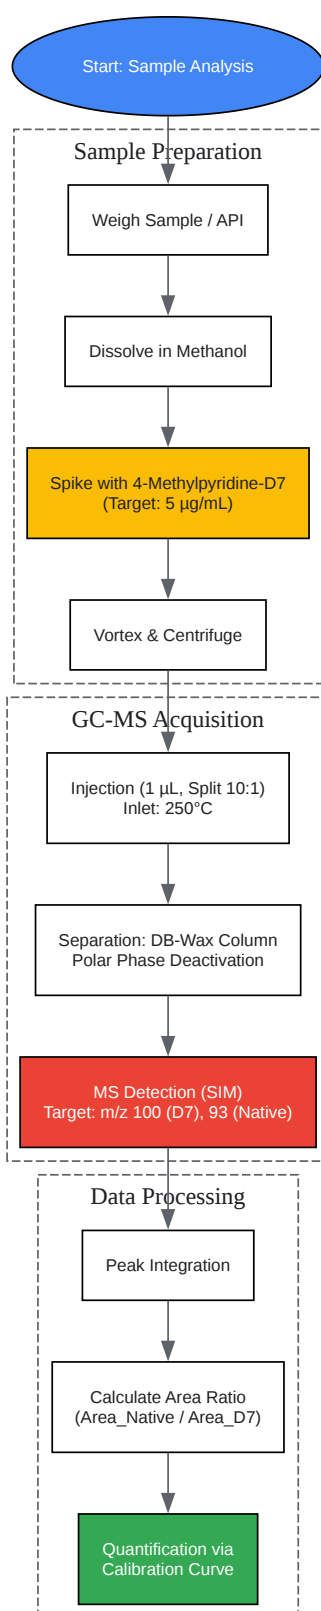 Start: Sample Analysis
Sample Preparation
Weigh Sample / API
Dissolve in Methanol
Spike with 4-Methylpyridine-D7
(Target: 5 µg/mL)
Vortex & Centrifuge
GC-MS Acquisition
Injection (1 µL, Split 10:1)
Inlet: 250°C
Separation: DB-Wax Column
Polar Phase Deactivation
MS Detection (SIM)
Target: m/z 100 (D7), 93 (Native)
Data Processing
Peak Integration
Calculate Area Ratio
(Area_Native / Area_D7)
Quantification via
Calibration Curve